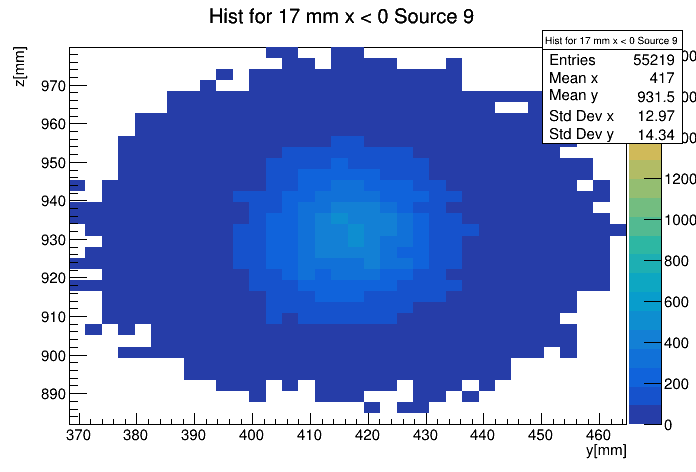 Hist for 17 mm x < 0 Source 9
Hist for 17 mm x < 0 Source 9
Entries 55219
Mean x 417
Mean y 931.5
Std Dev x 12.97
Std Dev y 14.34
z[mm]
970
960
950
940
930
920
910
900
890
1200
1000
800
600
400
200
0
370 380 390 400 410 420 430 440 450 460
y[mm]